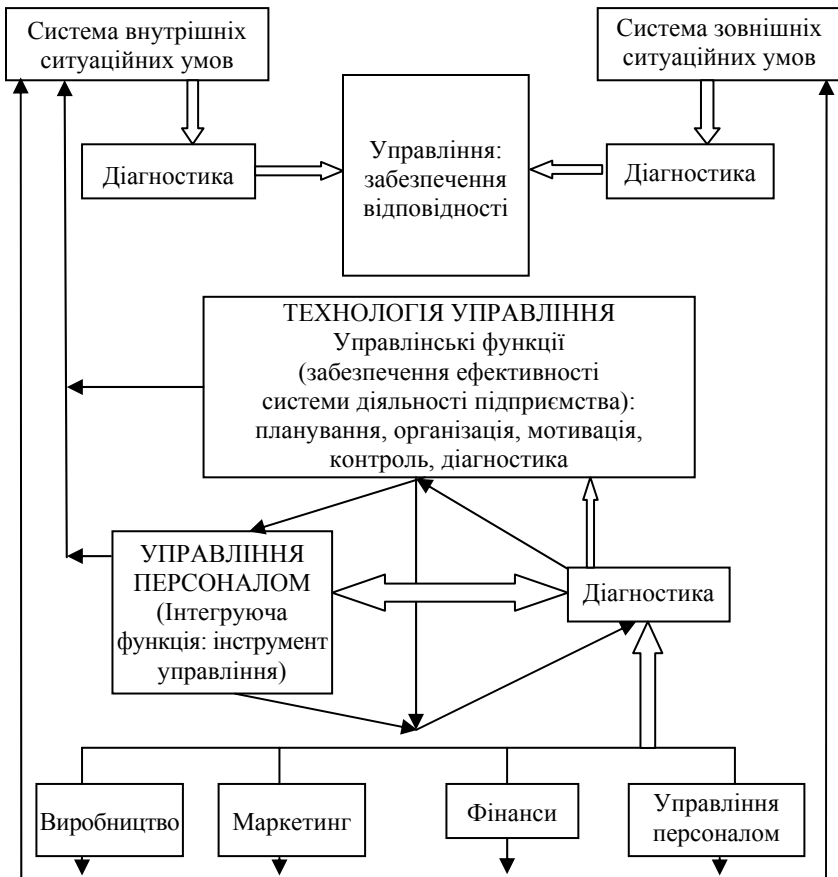 Система внутрішніх
ситуаційних умов
Система зовнішніх
ситуаційних умов
Діагностика
Управління:
забезпечення
відповідності
Діагностика
ТЕХНОЛОГІЯ УПРАВЛІННЯ
Управлінські функції
(забезпечення ефективності
системи діяльності підприємства):
планування, організація, мотивація,
контроль, діагностика
УПРАВЛІННЯ
ПЕРСОНАЛОМ
(Інтегруюча
функція: інструмент
управління)
Діагностика
Виробництво
Маркетинг
Фінанси
Управління
персоналом